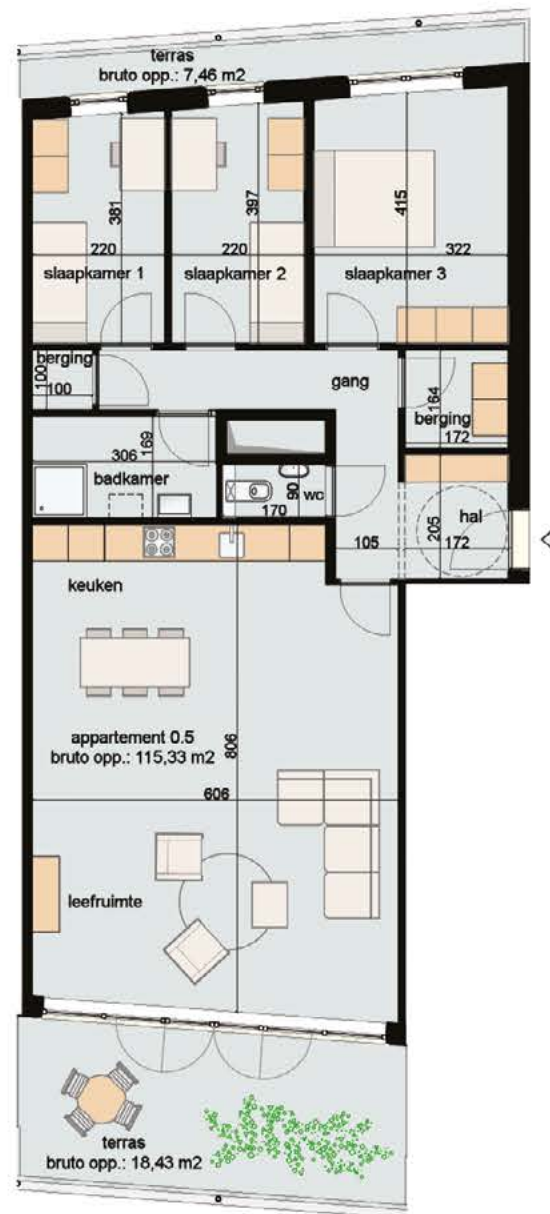 terras
bruto opp.: 7,46 m2
381
397
415
220
220
322
slaapkamer 1
slaapkamer 2
slaapkamer 3
berging
100
100
gang
164
berging
172
306
169
badkamer
90
wc
170
hal
205
105
172
keuken
appartement 0.5
bruto opp.: 115,33 m2
806
606
leefruimte
terras
bruto opp.: 18,43 m2